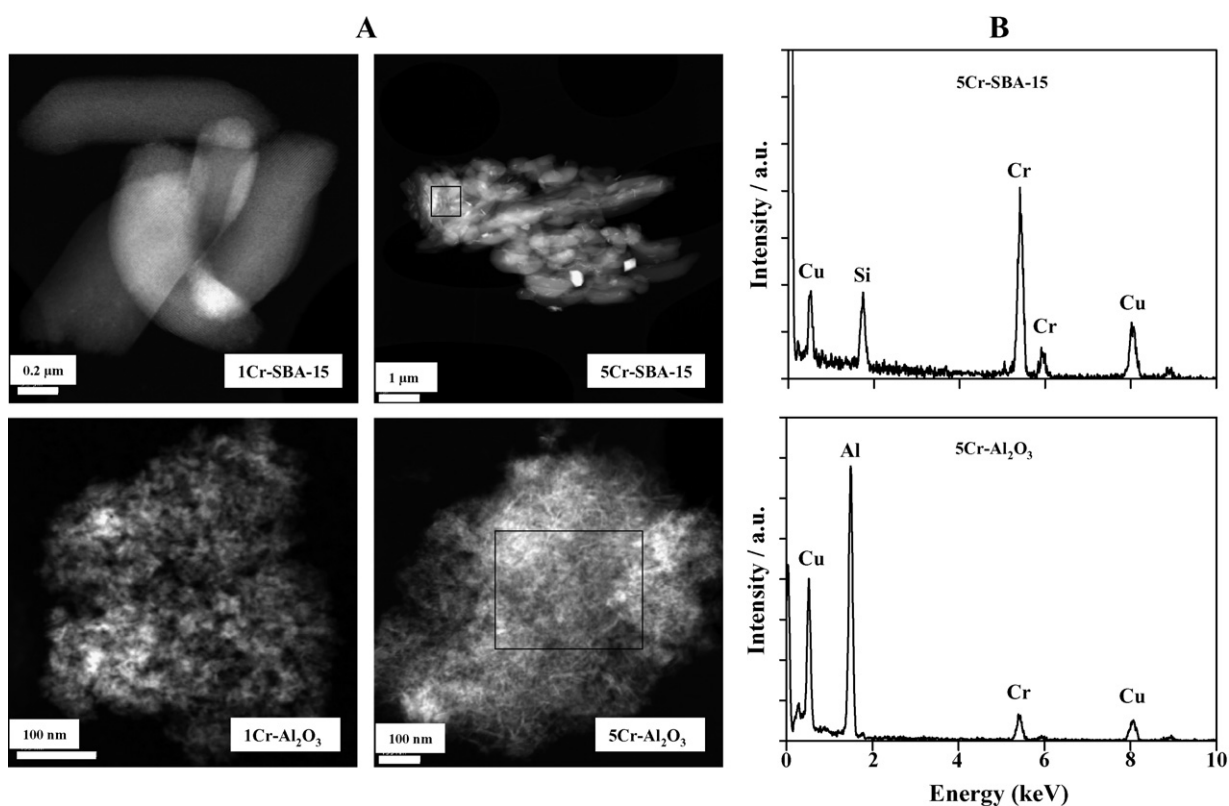 A
B
0.2 μm
1Cr-SBA-15
1 μm
5Cr-SBA-15
100 nm
1Cr-Al₂O₃
100 nm
5Cr-Al₂O₃
Intensity / a.u.
5Cr-SBA-15
Cu
Si
Cr
Cr
Cu
Intensity / a.u.
5Cr-Al₂O₃
Cu
Al
Cr
Cu
0 2 4 6 8 10
Energy (keV)